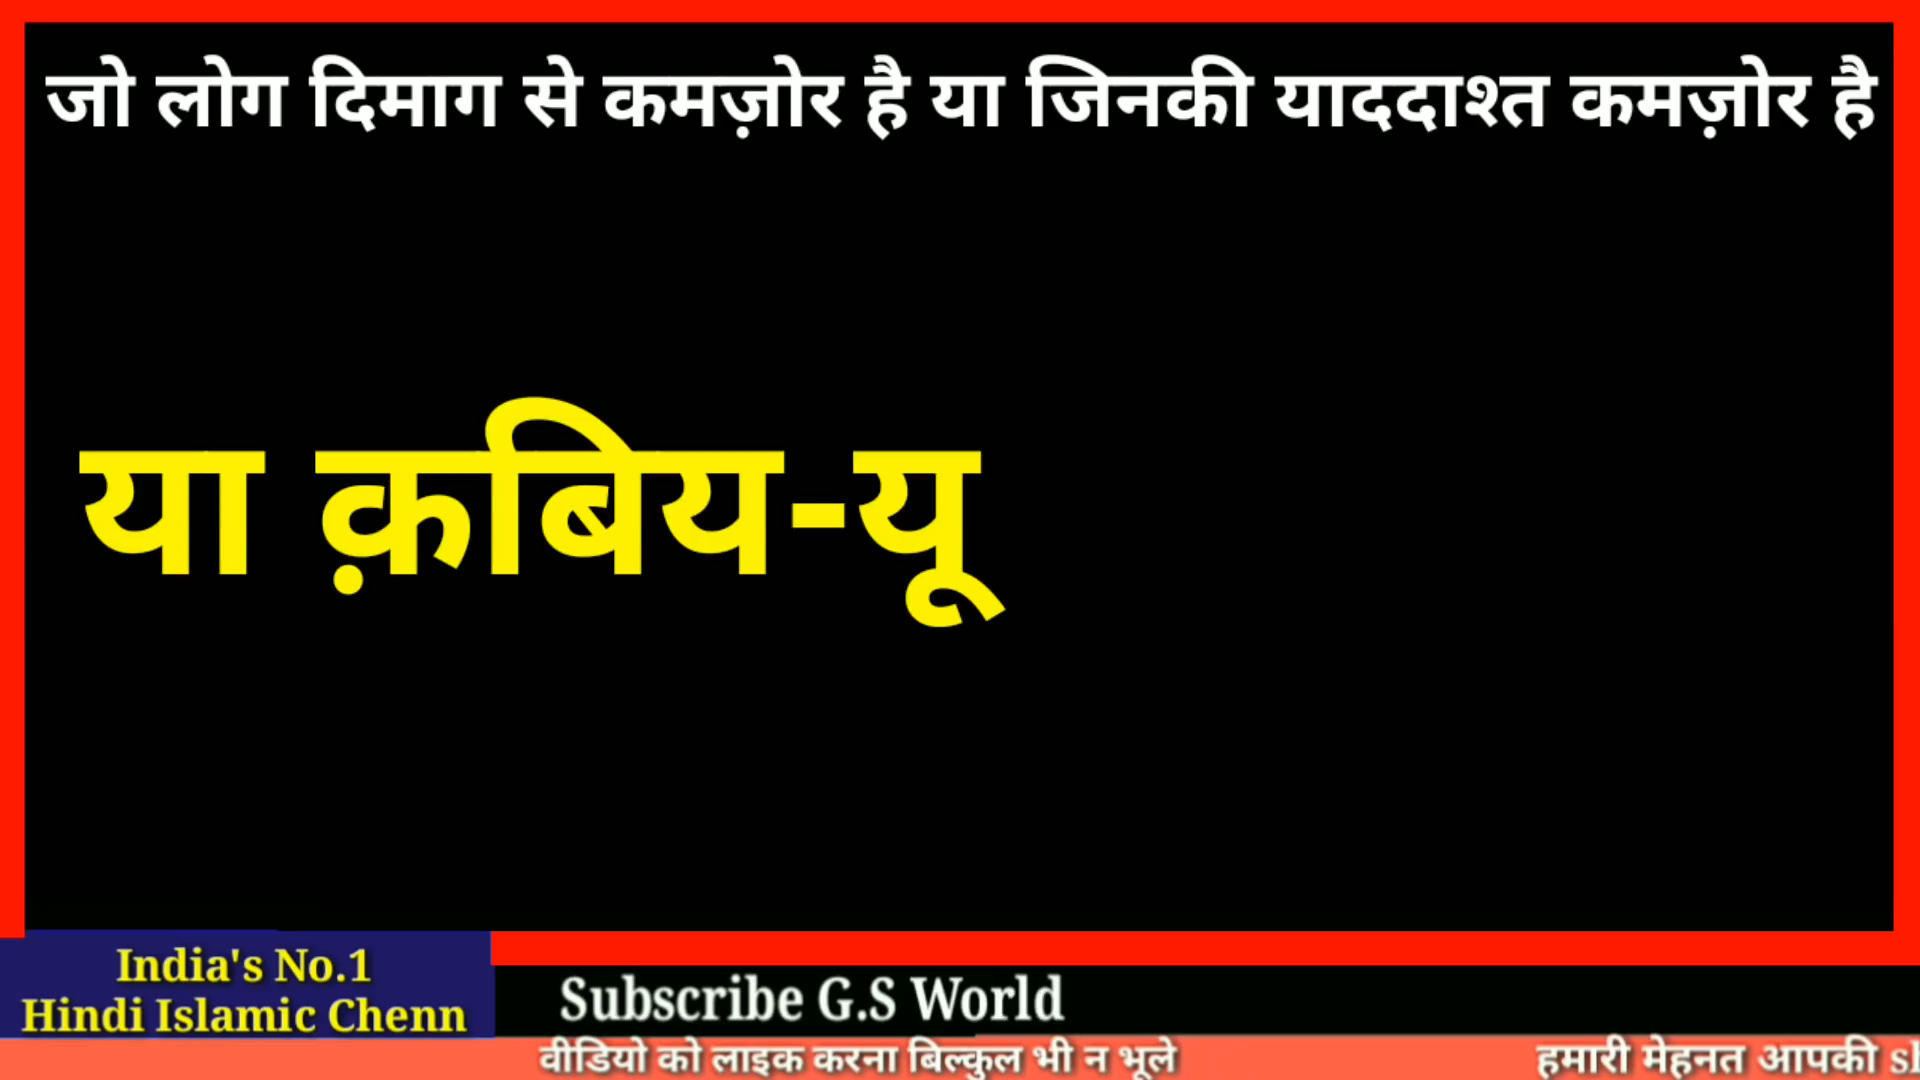 जो लोग दिमाग से कमज़ोर है या जिनकी याददाश्त कमज़ोर है
या क़बिय-यू
India's No.1
Hindi Islamic Chenn
Subscribe G.S World
वीडियो को लाइक करना बिल्कुल भी न भूले
हमारी मेहनत आपकी